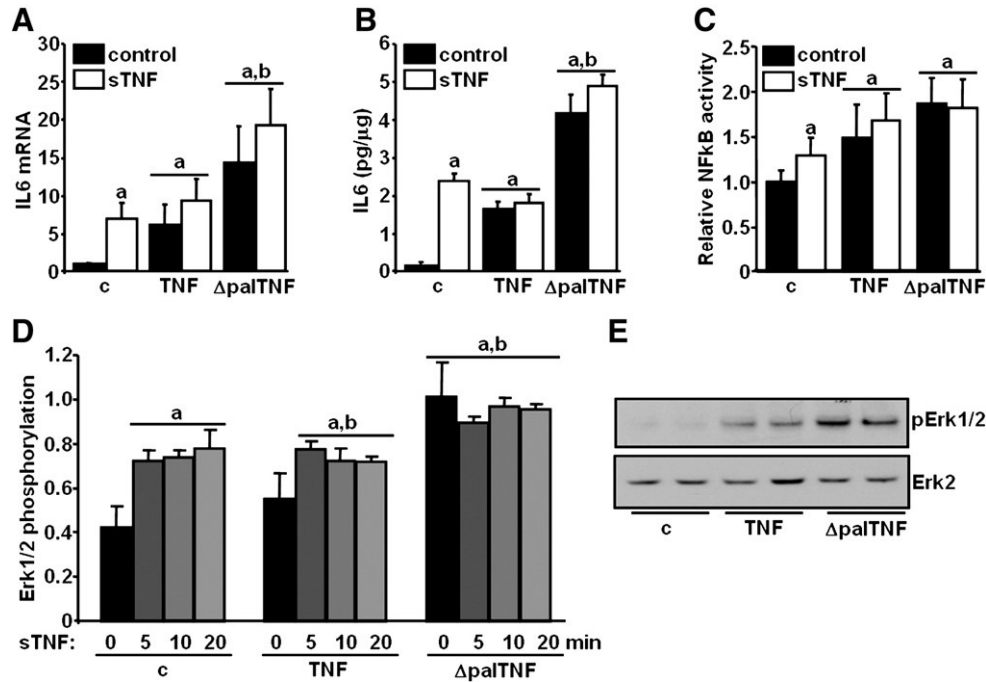 A
30
25
20
15
10
5
0
IL6 mRNA
control
sTNF
a
a
a,b
c
TNF
ΔpalTNF
B
6
5
4
3
2
1
0
IL6 (pg/μg)
control
sTNF
a
a
a,b
c
TNF
ΔpalTNF
C
2.5
2.0
1.5
1.0
0.5
0
Relative NFkB activity
control
sTNF
a
a
a
c
TNF
ΔpalTNF
D
1.2
1.0
0.8
0.6
0.4
0.2
0
Erk1/2 phosphorylation
a
a,b
a,b
sTNF: 0 5 10 20 0 5 10 20 0 5 10 20 min
c
TNF
ΔpalTNF
E
pErk1/2
Erk2
c
TNF
ΔpalTNF